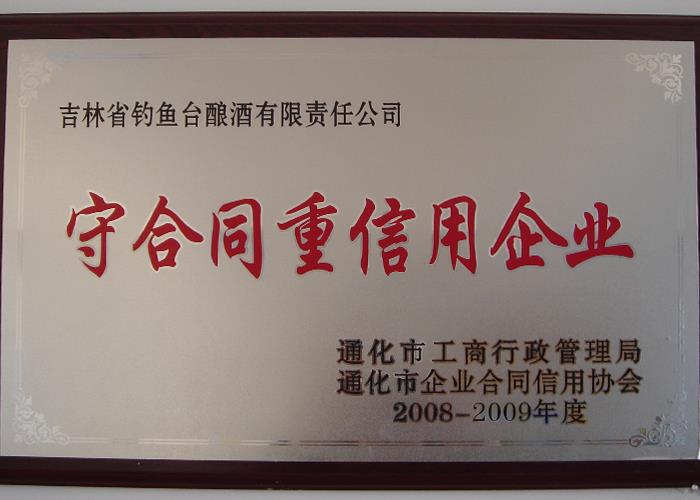 吉林省钓鱼台酿酒有限责任公司
守合同重信用企业
通化市工商行政管理局
通化市企业合同信用协会
2008-2009年度